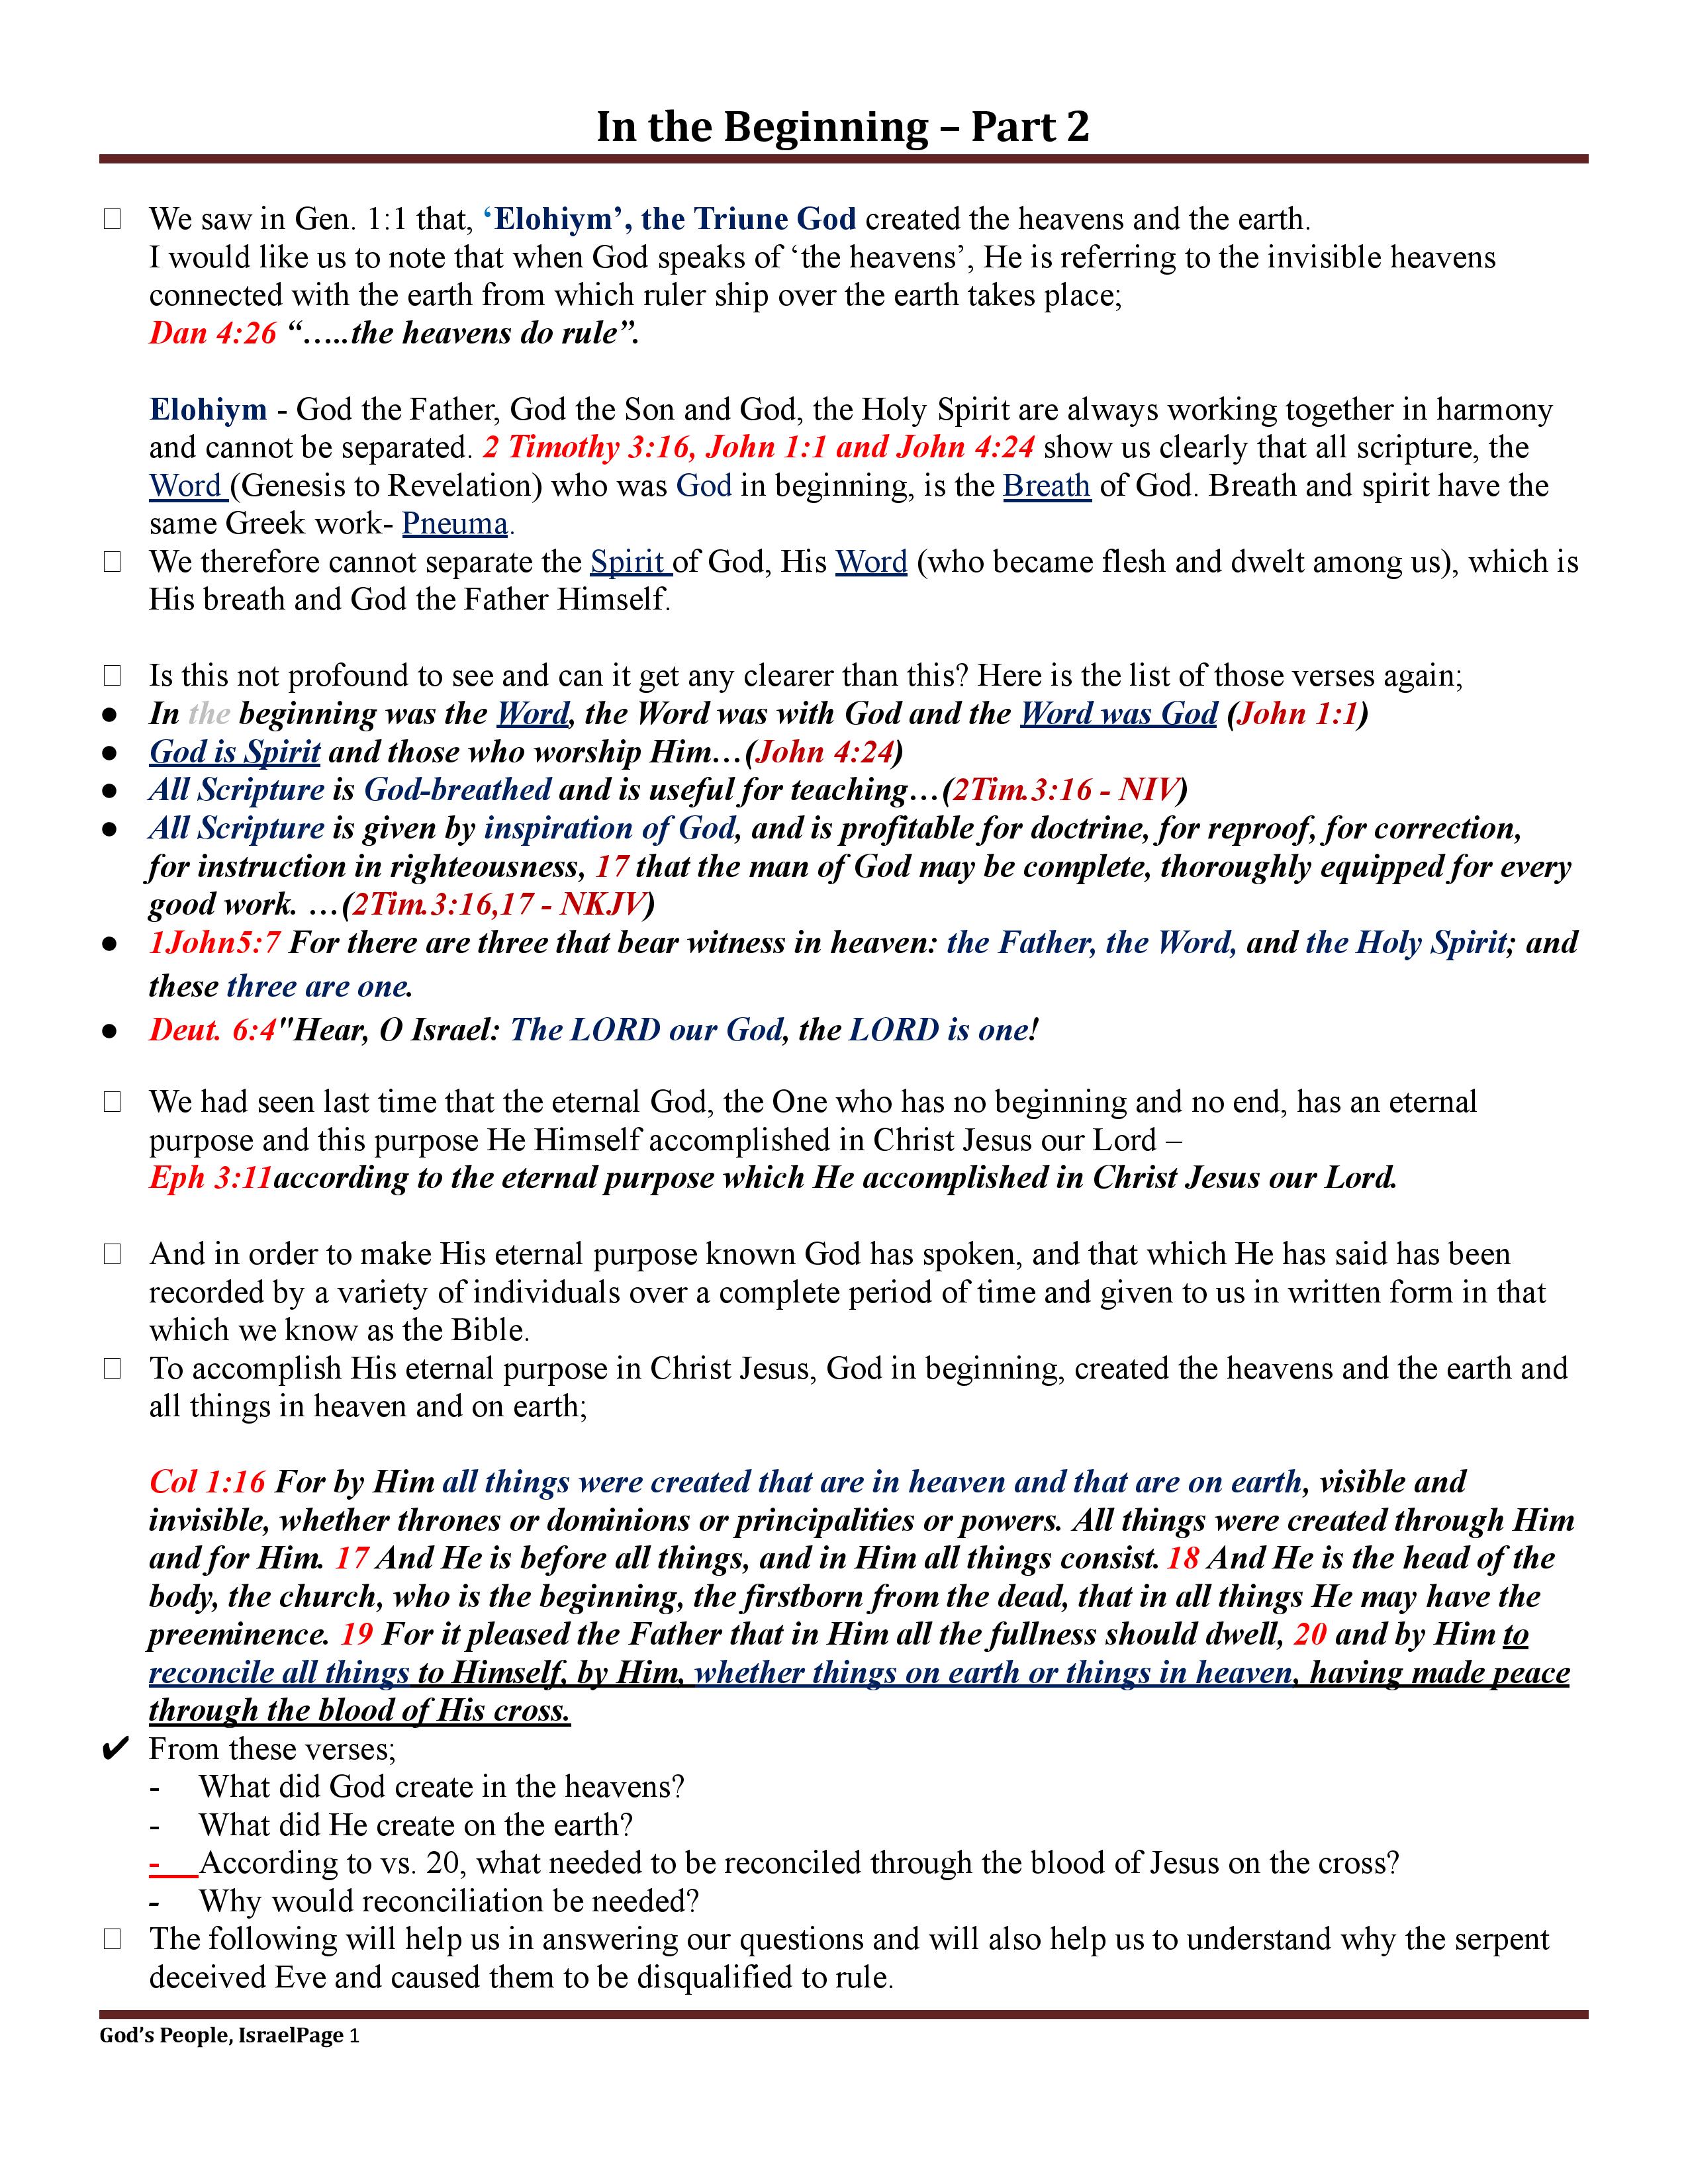 In the Beginning – Part 2
We saw in Gen. 1:1 that, ‘Elohiym’, the Triune God created the heavens and the earth.
I would like us to note that when God speaks of ‘the heavens’, He is referring to the invisible heavens
connected with the earth from which ruler ship over the earth takes place;
Dan 4:26 “…..the heavens do rule”.
Elohiym - God the Father, God the Son and God, the Holy Spirit are always working together in harmony
and cannot be separated. 2 Timothy 3:16, John 1:1 and John 4:24 show us clearly that all scripture, the
Word (Genesis to Revelation) who was God in beginning, is the Breath of God. Breath and spirit have the
same Greek work- Pneuma.
We therefore cannot separate the Spirit of God, His Word (who became flesh and dwelt among us), which is
His breath and God the Father Himself.
Is this not profound to see and can it get any clearer than this? Here is the list of those verses again;
● In the beginning was the Word, the Word was with God and the Word was God (John 1:1)
● God is Spirit and those who worship Him…(John 4:24)
● All Scripture is God-breathed and is useful for teaching…(2Tim.3:16 - NIV)
● All Scripture is given by inspiration of God, and is profitable for doctrine, for reproof, for correction,
for instruction in righteousness, 17 that the man of God may be complete, thoroughly equipped for every
good work. …(2Tim.3:16,17 - NKJV)
● 1John5:7 For there are three that bear witness in heaven: the Father, the Word, and the Holy Spirit; and
these three are one.
● Deut. 6:4"Hear, O Israel: The LORD our God, the LORD is one!
We had seen last time that the eternal God, the One who has no beginning and no end, has an eternal
purpose and this purpose He Himself accomplished in Christ Jesus our Lord –
Eph 3:11according to the eternal purpose which He accomplished in Christ Jesus our Lord.
And in order to make His eternal purpose known God has spoken, and that which He has said has been
recorded by a variety of individuals over a complete period of time and given to us in written form in that
which we know as the Bible.
To accomplish His eternal purpose in Christ Jesus, God in beginning, created the heavens and the earth and
all things in heaven and on earth;
Col 1:16 For by Him all things were created that are in heaven and that are on earth, visible and
invisible, whether thrones or dominions or principalities or powers. All things were created through Him
and for Him. 17 And He is before all things, and in Him all things consist. 18 And He is the head of the
body, the church, who is the beginning, the firstborn from the dead, that in all things He may have the
preeminence. 19 For it pleased the Father that in Him all the fullness should dwell, 20 and by Him to
reconcile all things to Himself, by Him, whether things on earth or things in heaven, having made peace
through the blood of His cross.
✔ From these verses;
- What did God create in the heavens?
- What did He create on the earth?
- According to vs. 20, what needed to be reconciled through the blood of Jesus on the cross?
- Why would reconciliation be needed?
The following will help us in answering our questions and will also help us to understand why the serpent
deceived Eve and caused them to be disqualified to rule.
God’s People, IsraelPage 1